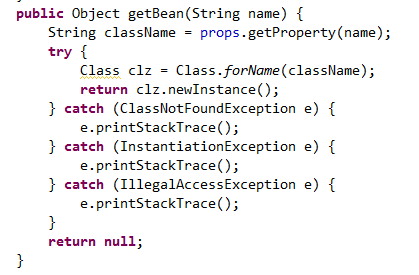 public Object getBean(String name) {
    String className = props.getProperty(name);
    try {
        Class clz = Class.forName(className);
        return clz.newInstance();
    } catch (ClassNotFoundException e) {
        e.printStackTrace();
    } catch (InstantiationException e) {
        e.printStackTrace();
    } catch (IllegalAccessException e) {
        e.printStackTrace();
    }
    return null;
}